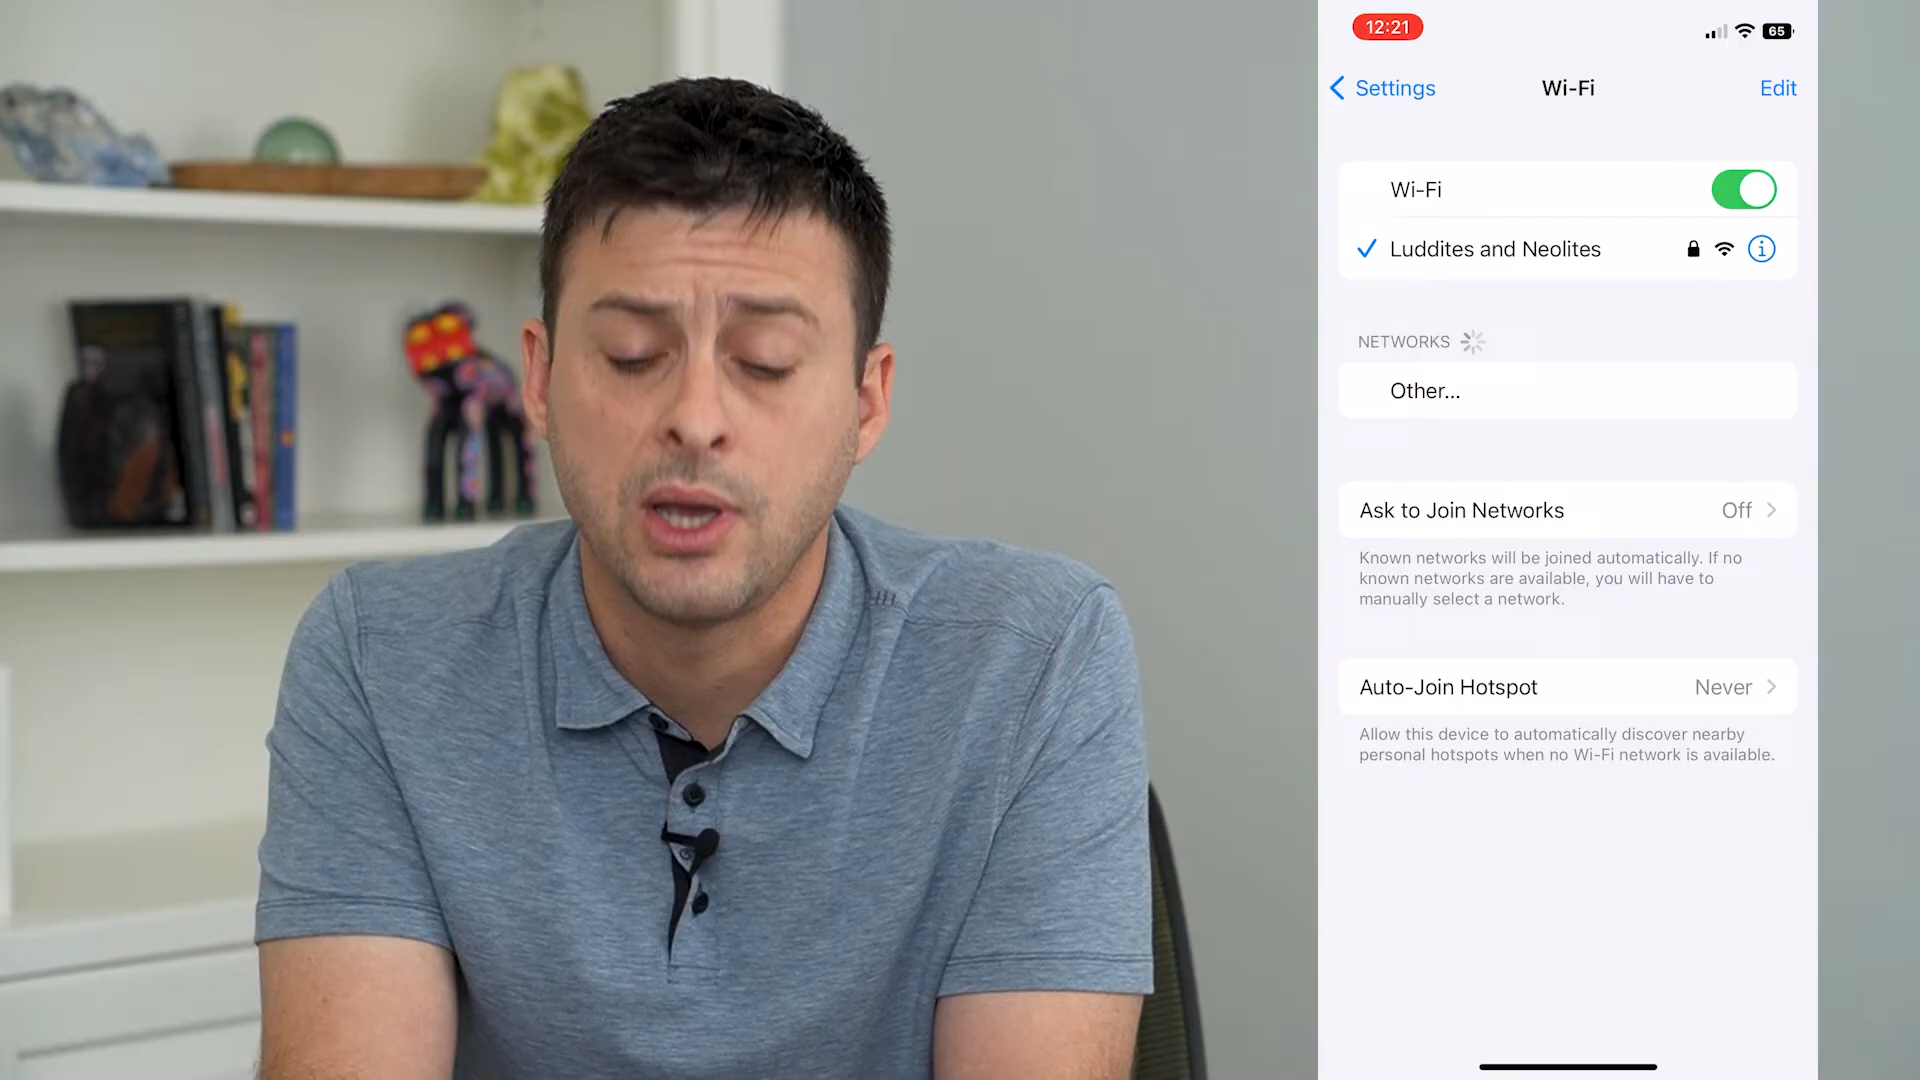 12:21
65
Settings
Wi-Fi
Edit
Wi-Fi
Luddites and Neolites
NETWORKS
Other...
Ask to Join Networks
Off
Known networks will be joined automatically. If no
known networks are available, you will have to
manually select a network.
Auto-Join Hotspot
Never
Allow this device to automatically discover nearby
personal hotspots when no Wi-Fi network is available.